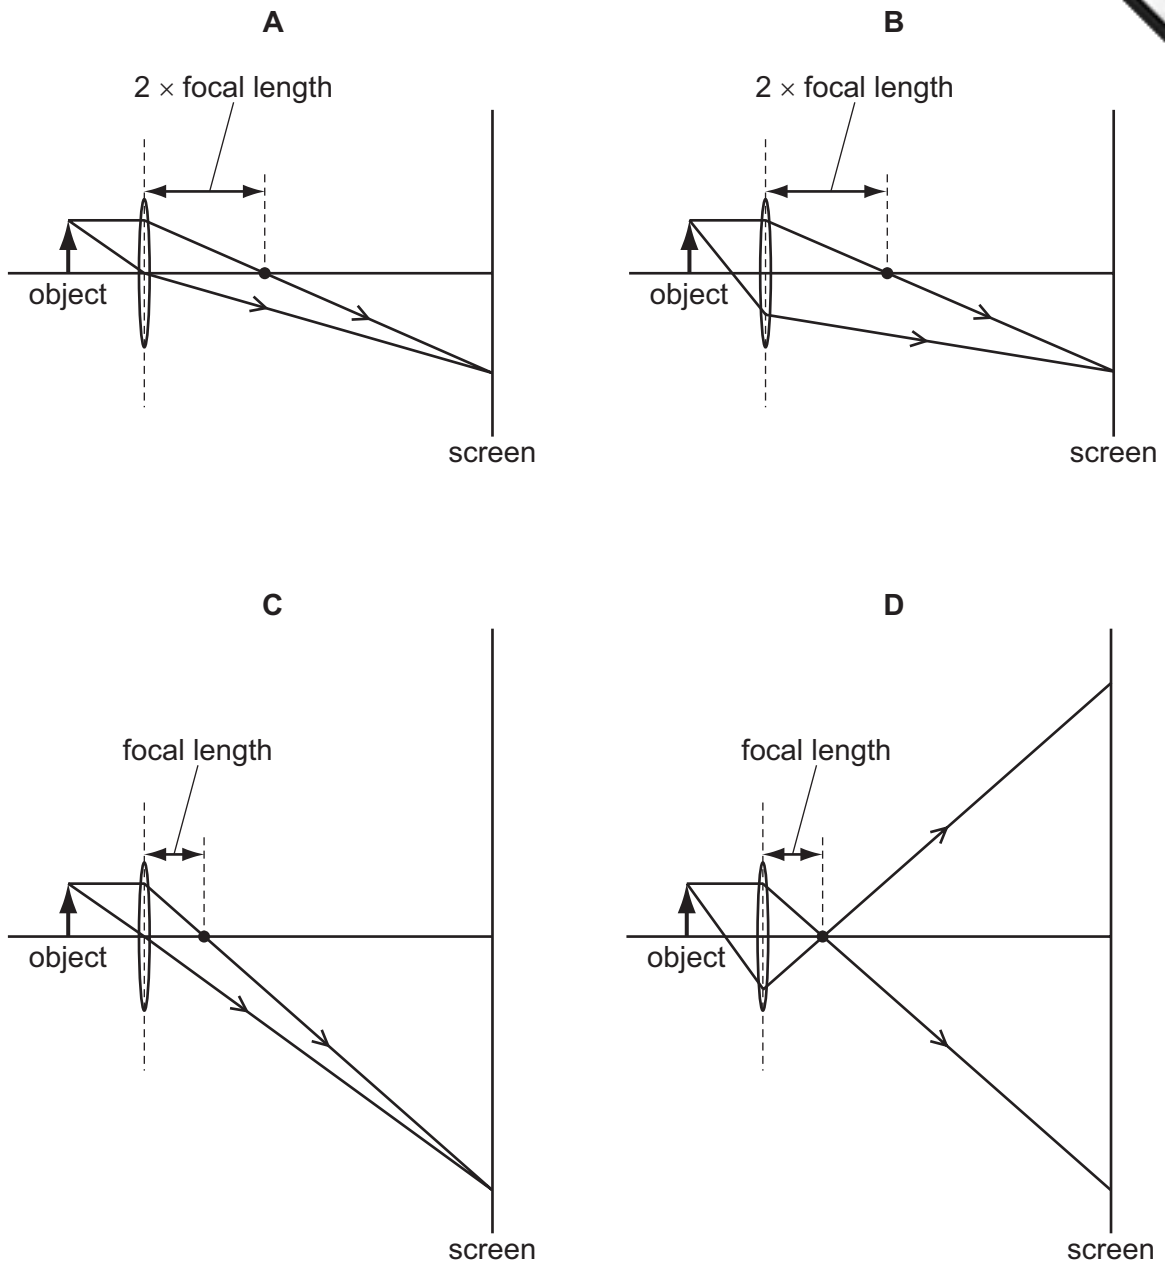 A
B
2 × focal length
2 × focal length
object
object
screen
screen
C
D
focal length
focal length
object
object
screen
screen